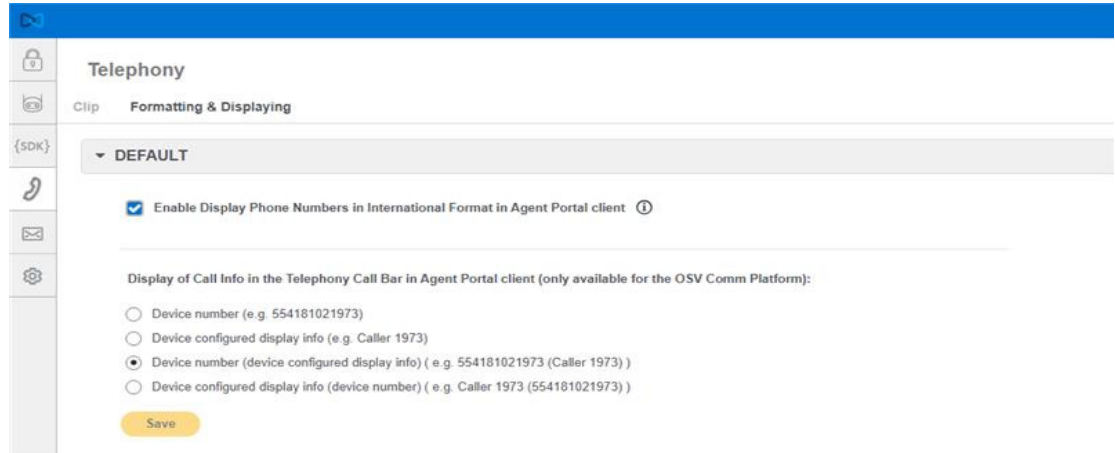 Telephony
Clip Formatting & Displaying
{SDK}
DEFAULT
Enable Display Phone Numbers in International Format in Agent Portal client
Display of Call Info in the Telephony Call Bar in Agent Portal client (only available for the OSV Comm Platform):
Device number (e.g. 554181021973)
Device configured display info (e.g. Caller 1973)
Device number (device configured display info) ( e.g. 554181021973 (Caller 1973) )
Device configured display info (device number) ( e.g. Caller 1973 (554181021973) )
Save